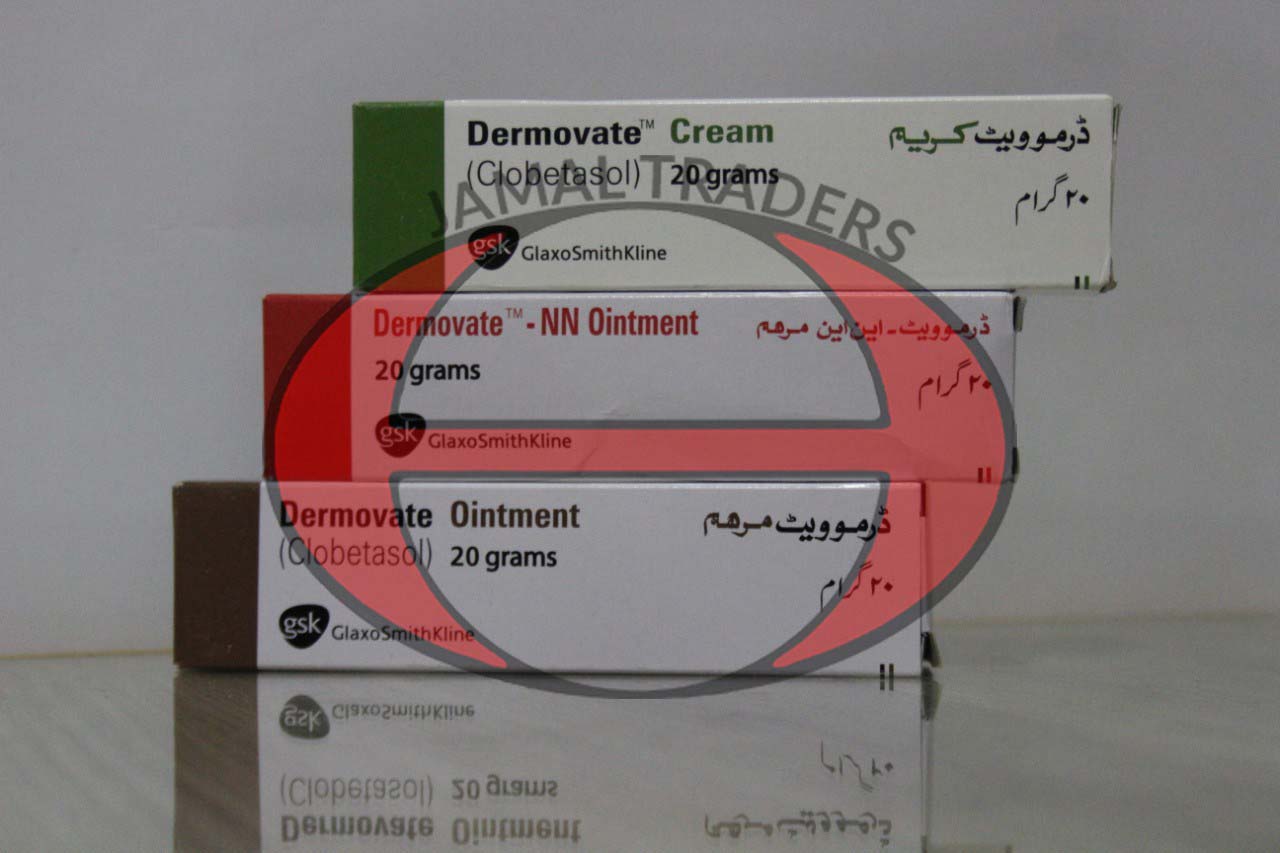 Dermovate™ Cream ڈرموویٹ کریم
(Clobetasol) 20 grams ۲۰ گرام
JAMAL TRADERS
gsk GlaxoSmithKline
Dermovate™ - NN Ointment ڈرموویٹ۔این این مرہم
20 grams ۲۰ گرام
gsk GlaxoSmithKline
Dermovate Ointment ڈرموویٹ مرہم
(Clobetasol) 20 grams ۲۰ گرام
gsk GlaxoSmithKline